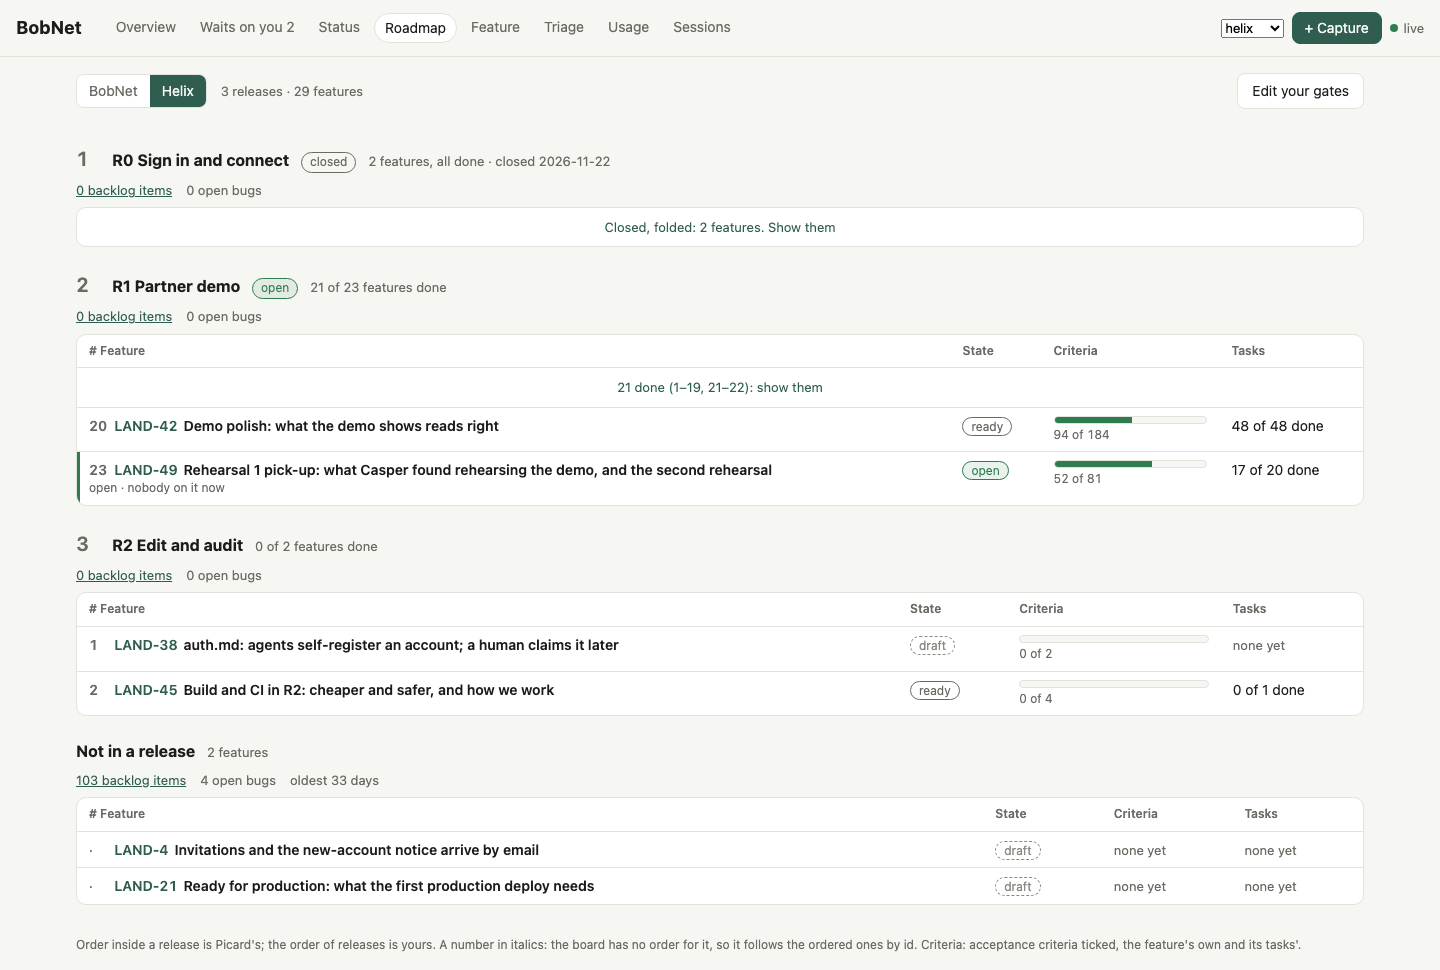 BobNet Overview Waits on you 2 Status Roadmap Feature Triage Usage Sessions helix + Capture live
BobNet Helix 3 releases · 29 features Edit your gates
1 R0 Sign in and connect closed 2 features, all done · closed 2026-11-22
0 backlog items 0 open bugs
Closed, folded: 2 features. Show them
2 R1 Partner demo open 21 of 23 features done
0 backlog items 0 open bugs
# Feature State Criteria Tasks
21 done (1–19, 21–22): show them
20 LAND-42 Demo polish: what the demo shows reads right ready 94 of 184 48 of 48 done
23 LAND-49 Rehearsal 1 pick-up: what Casper found rehearsing the demo, and the second rehearsal open 52 of 81 17 of 20 done
open · nobody on it now
3 R2 Edit and audit 0 of 2 features done
0 backlog items 0 open bugs
# Feature State Criteria Tasks
1 LAND-38 auth.md: agents self-register an account; a human claims it later draft 0 of 2 none yet
2 LAND-45 Build and CI in R2: cheaper and safer, and how we work ready 0 of 4 0 of 1 done
Not in a release 2 features
103 backlog items 4 open bugs oldest 33 days
# Feature State Criteria Tasks
· LAND-4 Invitations and the new-account notice arrive by email draft none yet none yet
· LAND-21 Ready for production: what the first production deploy needs draft none yet none yet
Order inside a release is Picard's; the order of releases is yours. A number in italics: the board has no order for it, so it follows the ordered ones by id. Criteria: acceptance criteria ticked, the feature's own and its tasks'.